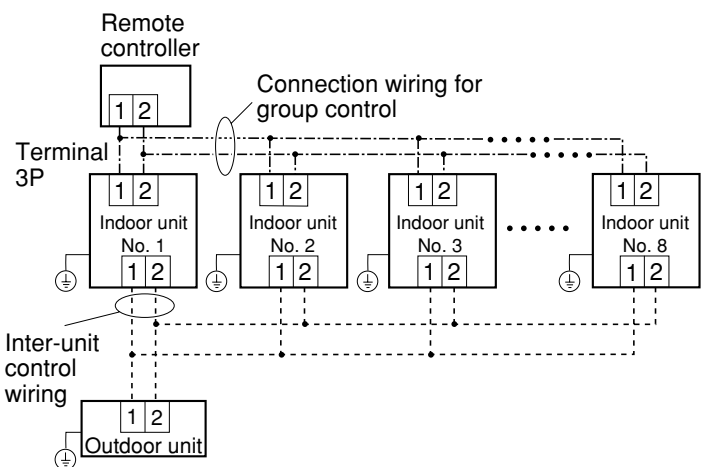 Remote
controller
1 2
Connection wiring for
group control
Terminal
3P
1 2
Indoor unit
No. 1
1 2
1 2
Indoor unit
No. 2
1 2
1 2
Indoor unit
No. 3
1 2
1 2
Indoor unit
No. 8
1 2
Inter-unit
control
wiring
1 2
Outdoor unit